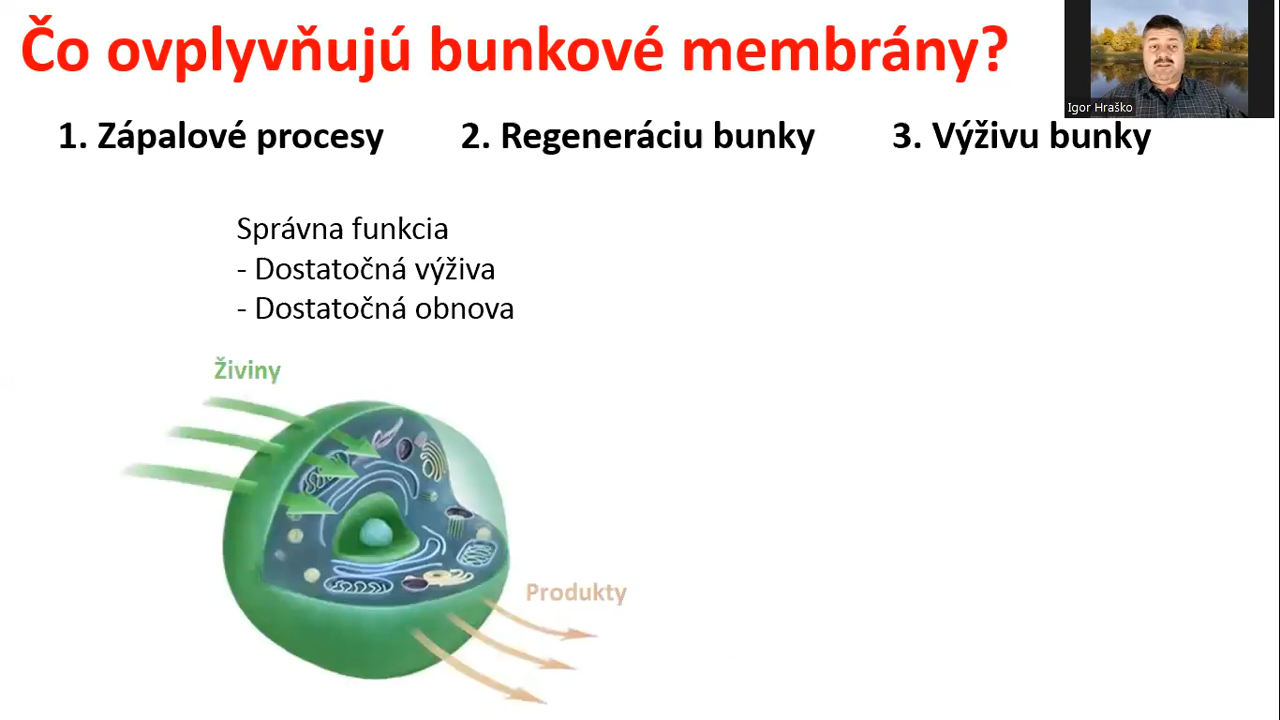 Čo ovplyvňujú bunkové membrány?
Igor Hraško
1. Zápalové procesy 2. Regeneráciu bunky 3. Výživu bunky
Správna funkcia
- Dostatočná výživa
- Dostatočná obnova
Živiny
Produkty